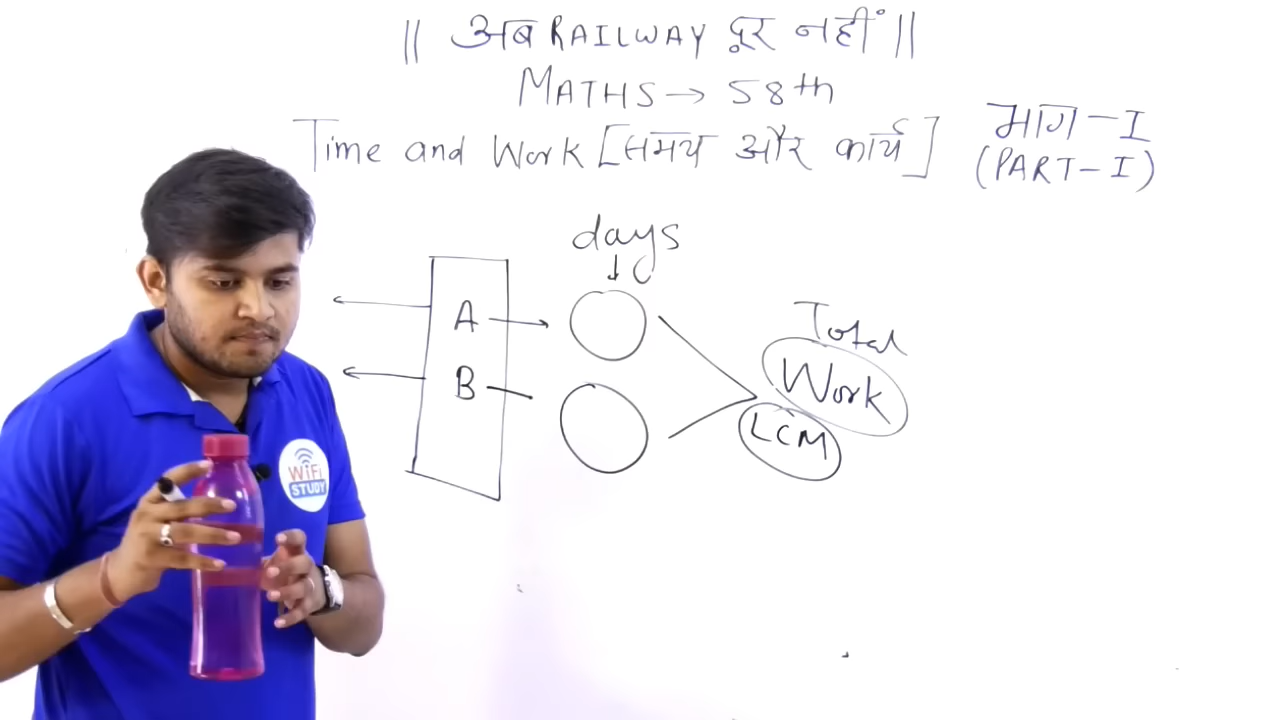 || अब RAILWAY दूर नहीं ||
MATHS → 58th
Time and Work [समय और कार्य]
भाग - I
(PART - I)
days
A
B
Total
Work
LCM
WiFi
STUDY